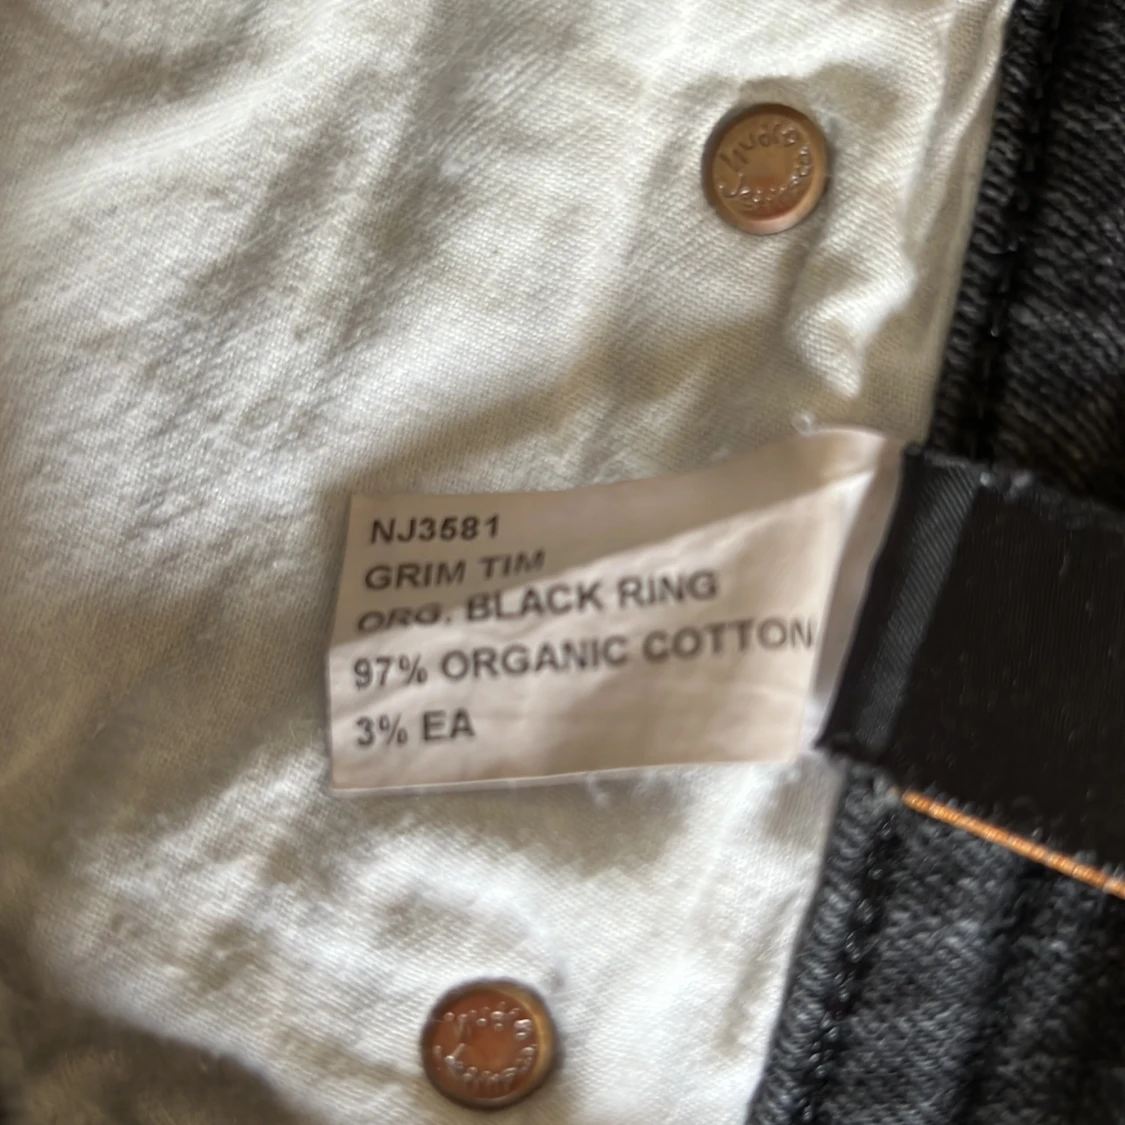 NJ3581
GRIM TIM
ORG. BLACK RING
97% ORGANIC COTTON
3% EA